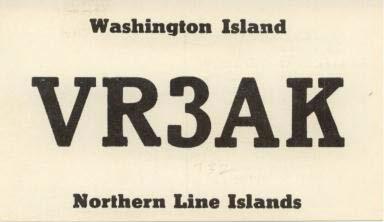 Washington Island
VR3AK
Northern Line Islands